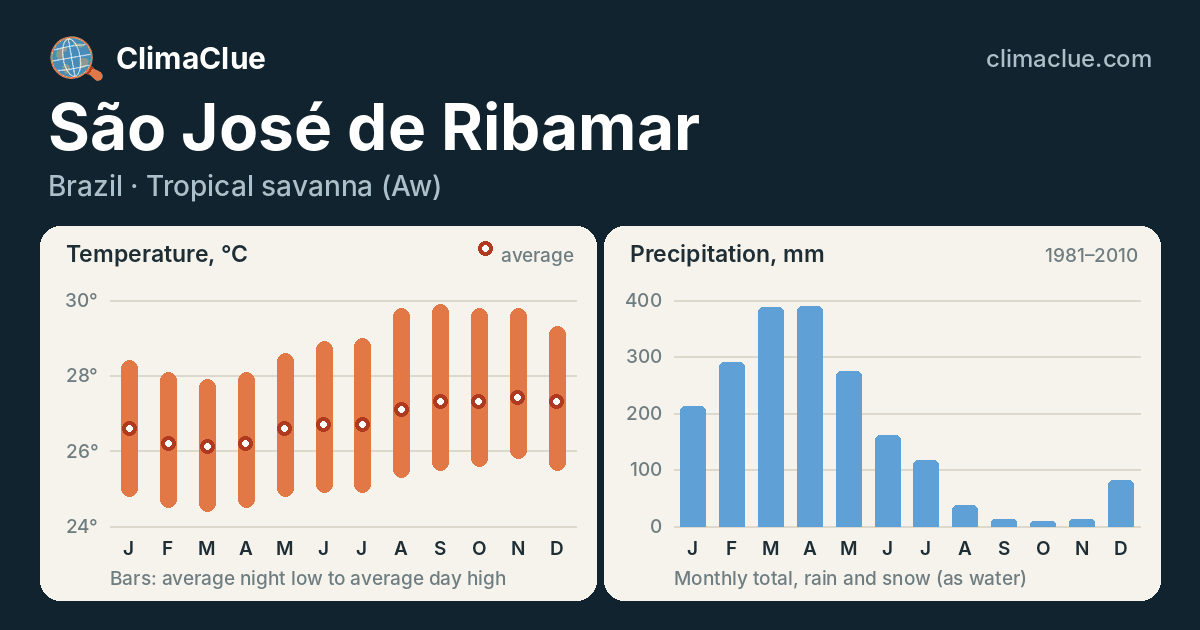 ClimaClue
climaclue.com
São José de Ribamar
Brazil · Tropical savanna (Aw)
Temperature, °C
average
30°
28°
26°
24°
J F M A M J J A S O N D
Bars: average night low to average day high
Precipitation, mm
1981–2010
400
300
200
100
0
J F M A M J J A S O N D
Monthly total, rain and snow (as water)